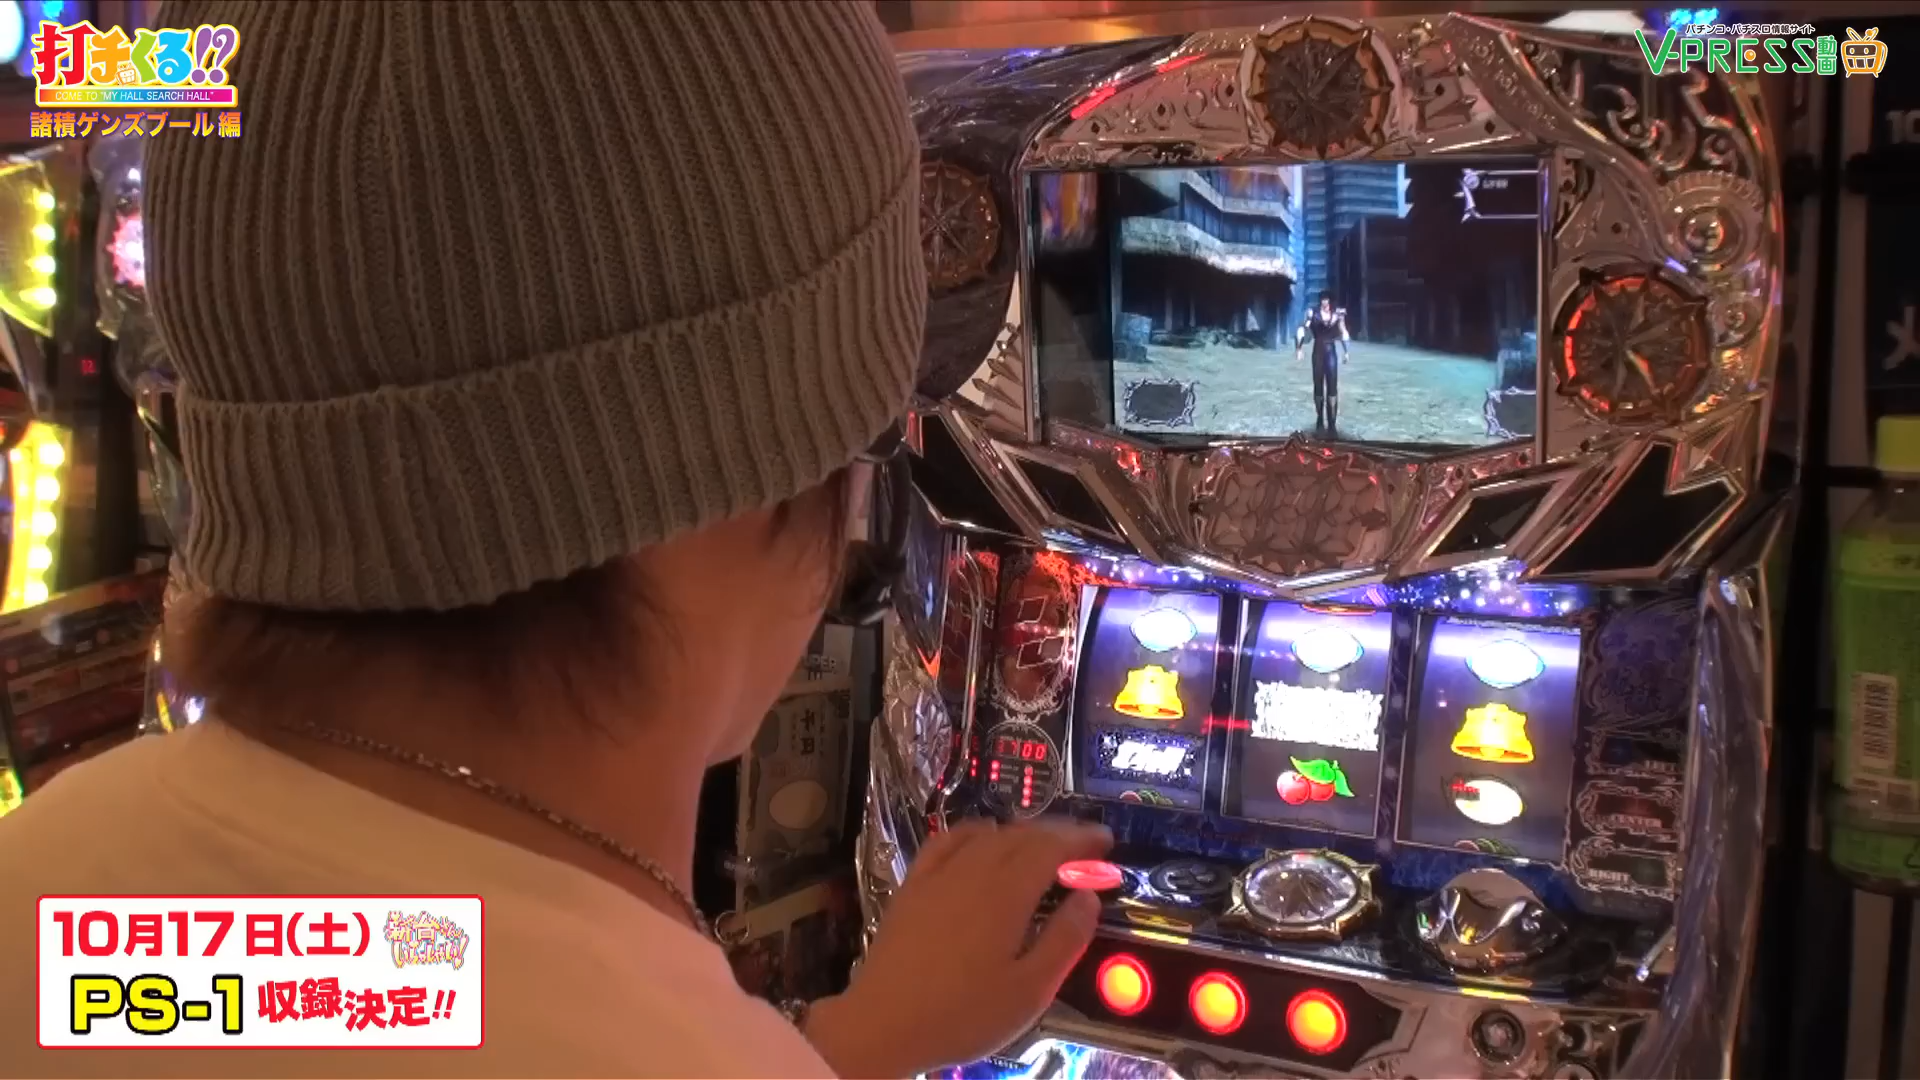 打チくる!?
COME TO "MY HALL SEARCH HALL"
諸積ゲンズブール編
パチンコ・パチスロ情報サイト
V-PRESS動画
10月17日(土)
PS-1 収録決定!!
RIGHT